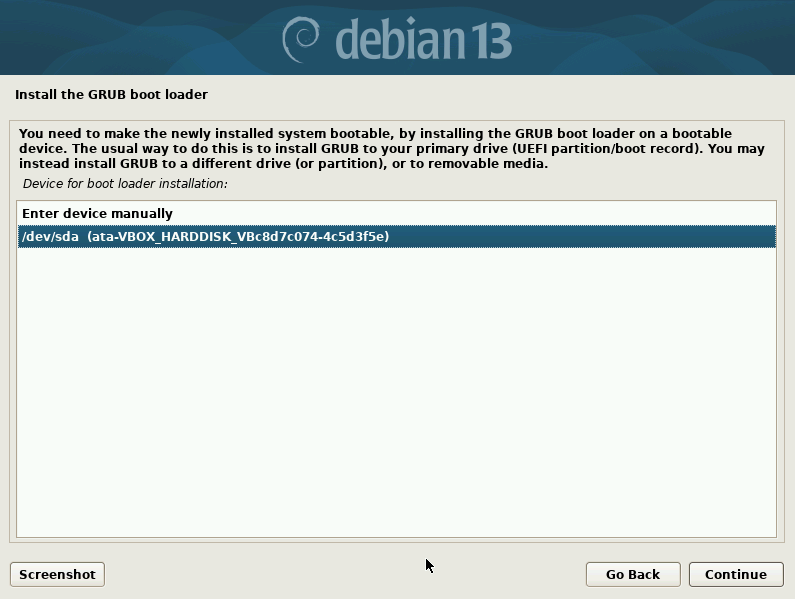 debian 13
Install the GRUB boot loader
You need to make the newly installed system bootable, by installing the GRUB boot loader on a bootable
device. The usual way to do this is to install GRUB to your primary drive (UEFI partition/boot record). You may
instead install GRUB to a different drive (or partition), or to removable media.
Device for boot loader installation:
Enter device manually
/dev/sda  (ata-VBOX_HARDDISK_VBc8d7c074-4c5d3f5e)
Screenshot
Go Back
Continue